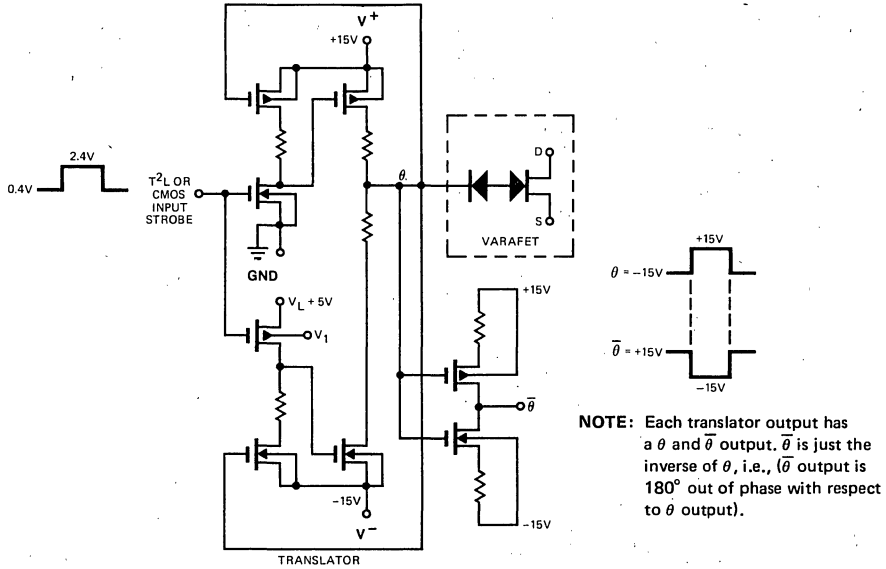 V+
+15V
2.4V
0.4V
T²L OR
CMOS
INPUT
STROBE
GND
θ.
D
S
VARAFET
V_L + 5V
V₁
+15V
θ̅
-15V
-15V
V⁻
TRANSLATOR
+15V
θ = -15V
θ̅ = +15V
-15V
NOTE: Each translator output has
a θ and θ̅ output. θ̅ is just the
inverse of θ, i.e., (θ̅ output is
180° out of phase with respect
to θ output).